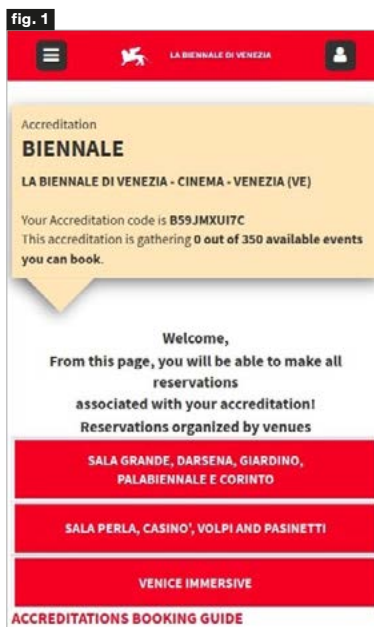 fig. 1
LA BIENNALE DI VENEZIA
Accreditation
BIENNALE
LA BIENNALE DI VENEZIA - CINEMA - VENEZIA (VE)
Your Accreditation code is B59JMXUI7C
This accreditation is gathering 0 out of 350 available events
you can book.
Welcome,
From this page, you will be able to make all
reservations
associated with your accreditation!
Reservations organized by venues
SALA GRANDE, DARSENA, GIARDINO,
PALABIENNALE E CORINTO
SALA PERLA, CASINO', VOLPI AND PASINETTI
VENICE IMMERSIVE
ACCREDITATIONS BOOKING GUIDE